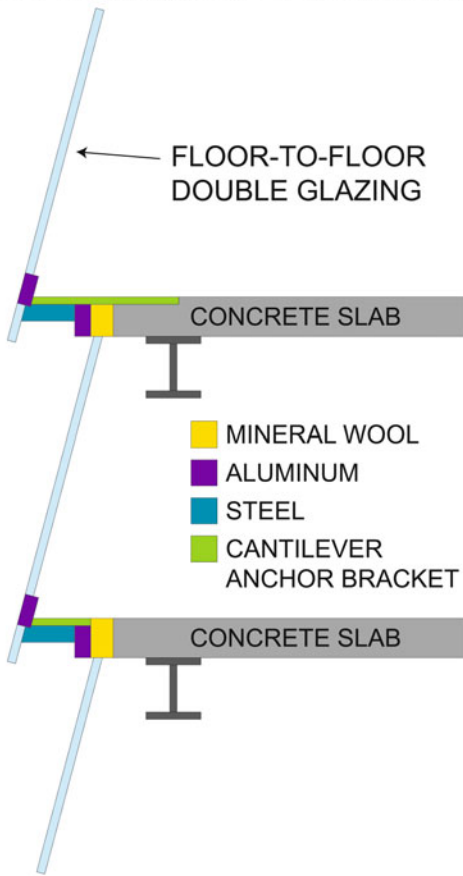 FLOOR-TO-FLOOR
DOUBLE GLAZING
CONCRETE SLAB
MINERAL WOOL
ALUMINUM
STEEL
CANTILEVER
ANCHOR BRACKET
CONCRETE SLAB